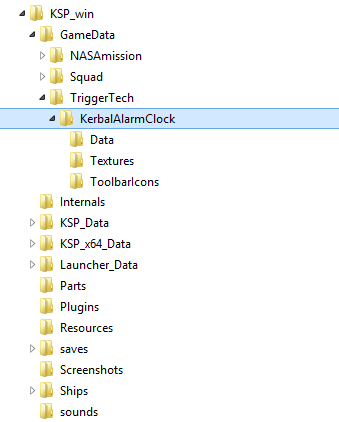 KSP_win
GameData
NASAmission
Squad
TriggerTech
KerbalAlarmClock
Data
Textures
ToolbarIcons
Internals
KSP_Data
KSP_x64_Data
Launcher_Data
Parts
Plugins
Resources
saves
Screenshots
Ships
sounds